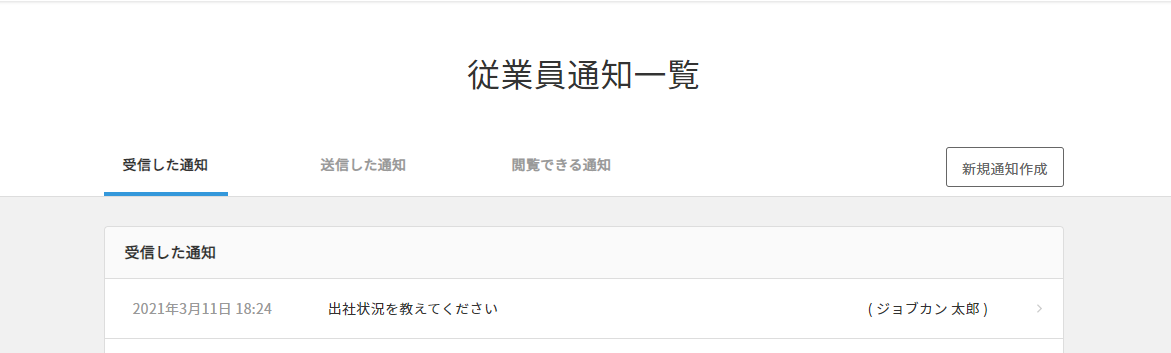 従業員通知一覧
受信した通知 送信した通知 閲覧できる通知 新規通知作成
受信した通知
2021年3月11日 18:24 出社状況を教えてください ( ジョブカン 太郎 )